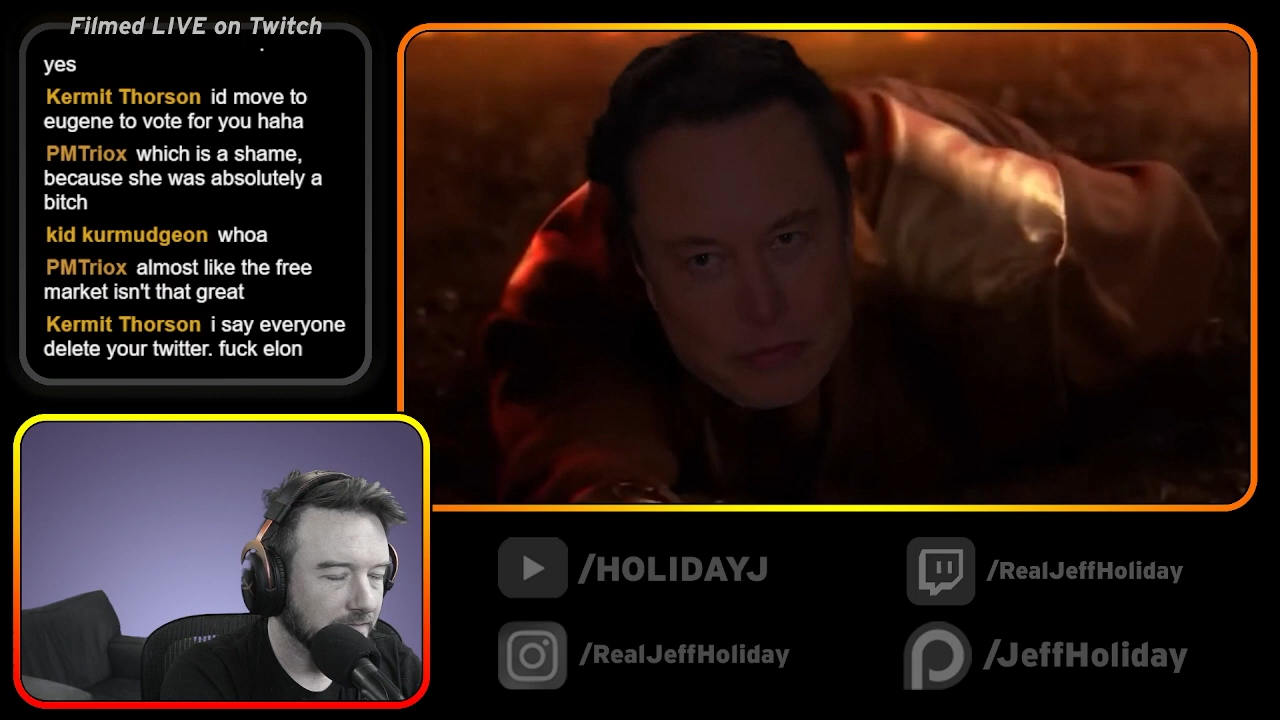 Filmed LIVE on Twitch
yes
Kermit Thorson id move to
eugene to vote for you haha
PMTriox which is a shame,
because she was absolutely a
bitch
kid kurmudgeon whoa
PMTriox almost like the free
market isn't that great
Kermit Thorson i say everyone
delete your twitter. fuck elon
/HOLIDAYJ
/RealJeffHoliday
/RealJeffHoliday
/JeffHoliday